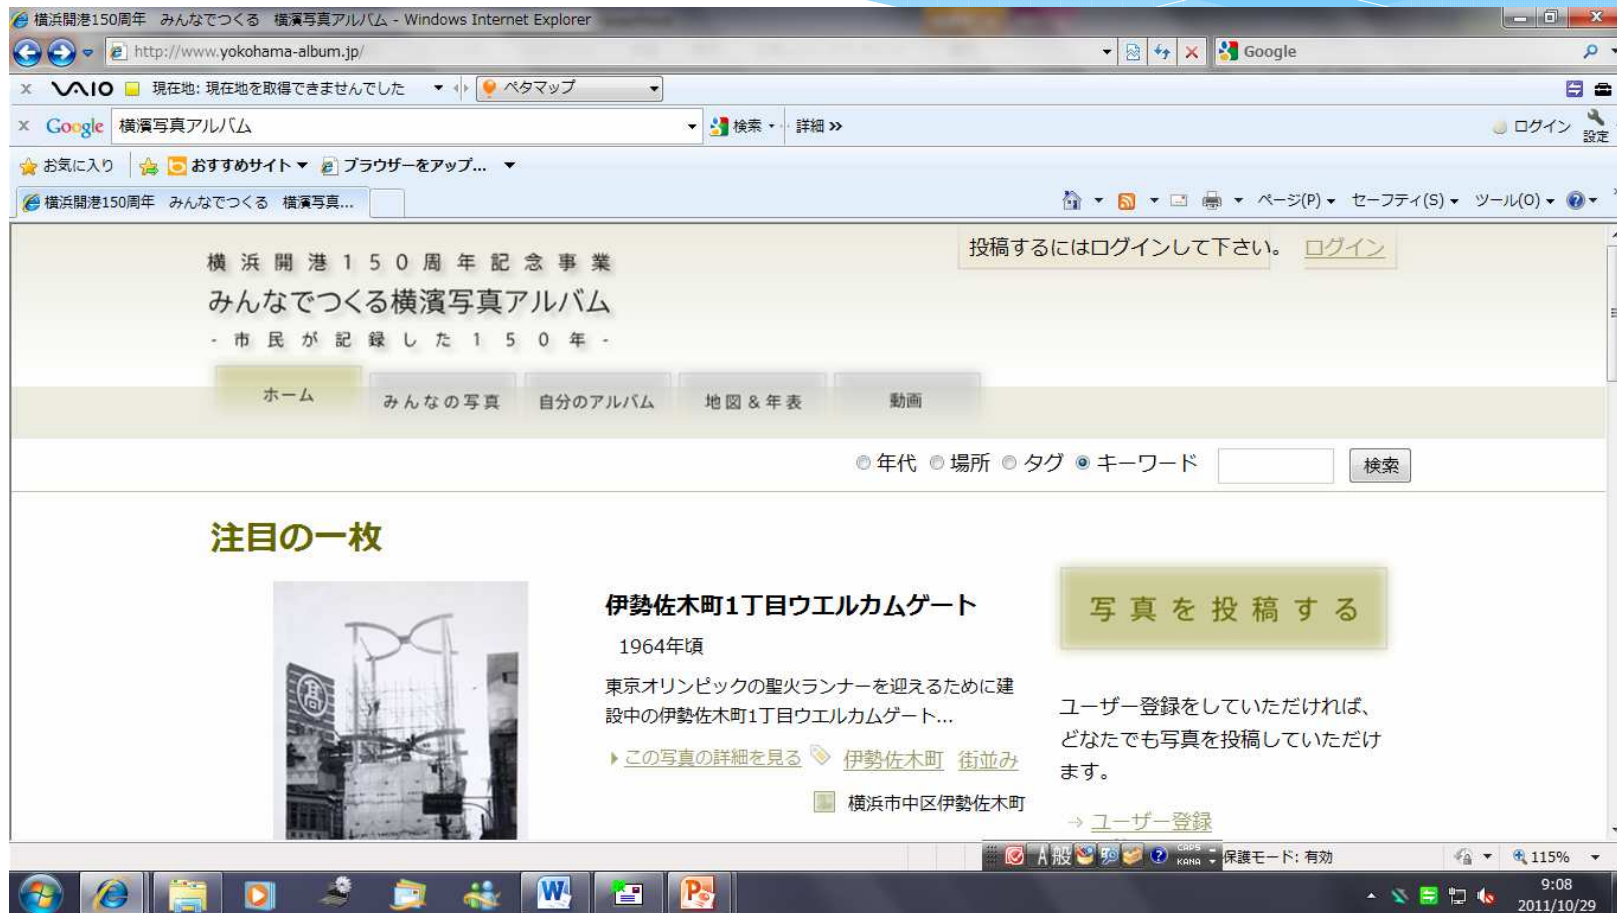 横浜開港150周年 みんなでつくる 横濱写真アルバム - Windows Internet Explorer
http://www.yokohama-album.jp/
Google
x VAIO 現在地: 現在地を取得できませんでした ペタマップ
x Google 横濱写真アルバム 検索 詳細 » ログイン 設定
お気に入り おすすめサイト ブラウザーをアップ...
横浜開港150周年 みんなでつくる 横濱写真... ページ(P) セーフティ(S) ツール(O)
投稿するにはログインして下さい。 ログイン
横浜開港150周年記念事業
みんなでつくる横濱写真アルバム
- 市民が記録した150年 -
ホーム みんなの写真 自分のアルバム 地図&年表 動画
年代 場所 タグ キーワード 検索
注目の一枚
髙
伊勢佐木町1丁目ウエルカムゲート
1964年頃
東京オリンピックの聖火ランナーを迎えるために建
設中の伊勢佐木町1丁目ウエルカムゲート...
この写真の詳細を見る 伊勢佐木町 街並み
横浜市中区伊勢佐木町
写真を投稿する
ユーザー登録をしていただければ、
どなたでも写真を投稿していただけ
ます。
→ ユーザー登録
A 般 CAPS KANA 保護モード: 有効 115%
9:08
2011/10/29